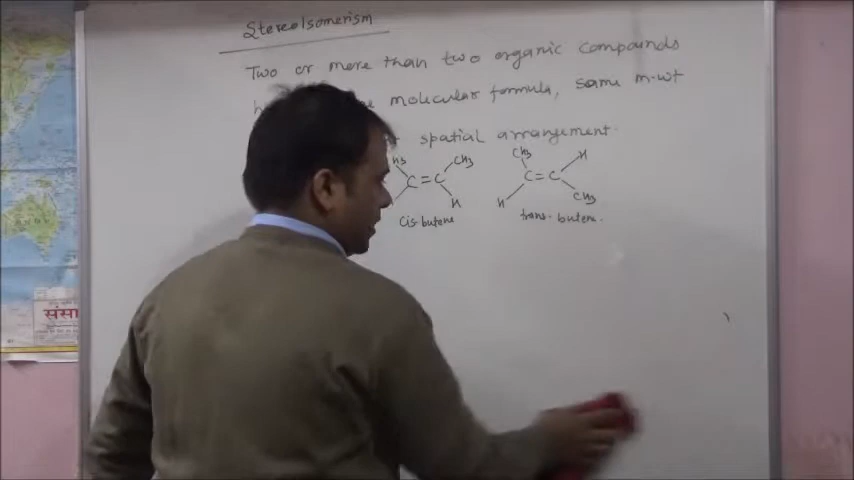 StereoIsomerism
Two or more than two organic compounds
molecular formula, same m.wt
spatial arrangement.
CH3 CH3 H
C=C C=C
H H CH3
cis-butene trans-butene.
संसा